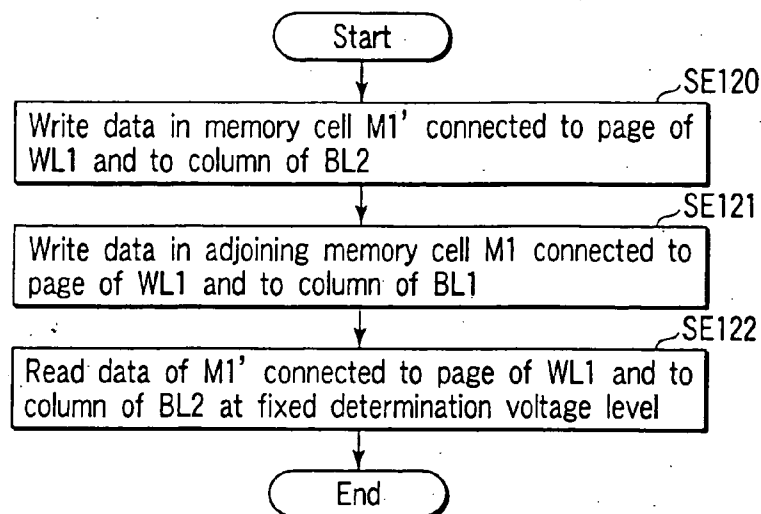 Start
SE120
Write data in memory cell M1' connected to page of
WL1 and to column of BL2
SE121
Write data in adjoining memory cell M1 connected to
page of WL1 and to column of BL1
SE122
Read data of M1' connected to page of WL1 and to
column of BL2 at fixed determination voltage level
End